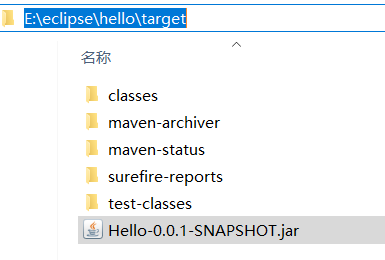 E:\eclipse\hello\target
名称
classes
maven-archiver
maven-status
surefire-reports
test-classes
Hello-0.0.1-SNAPSHOT.jar